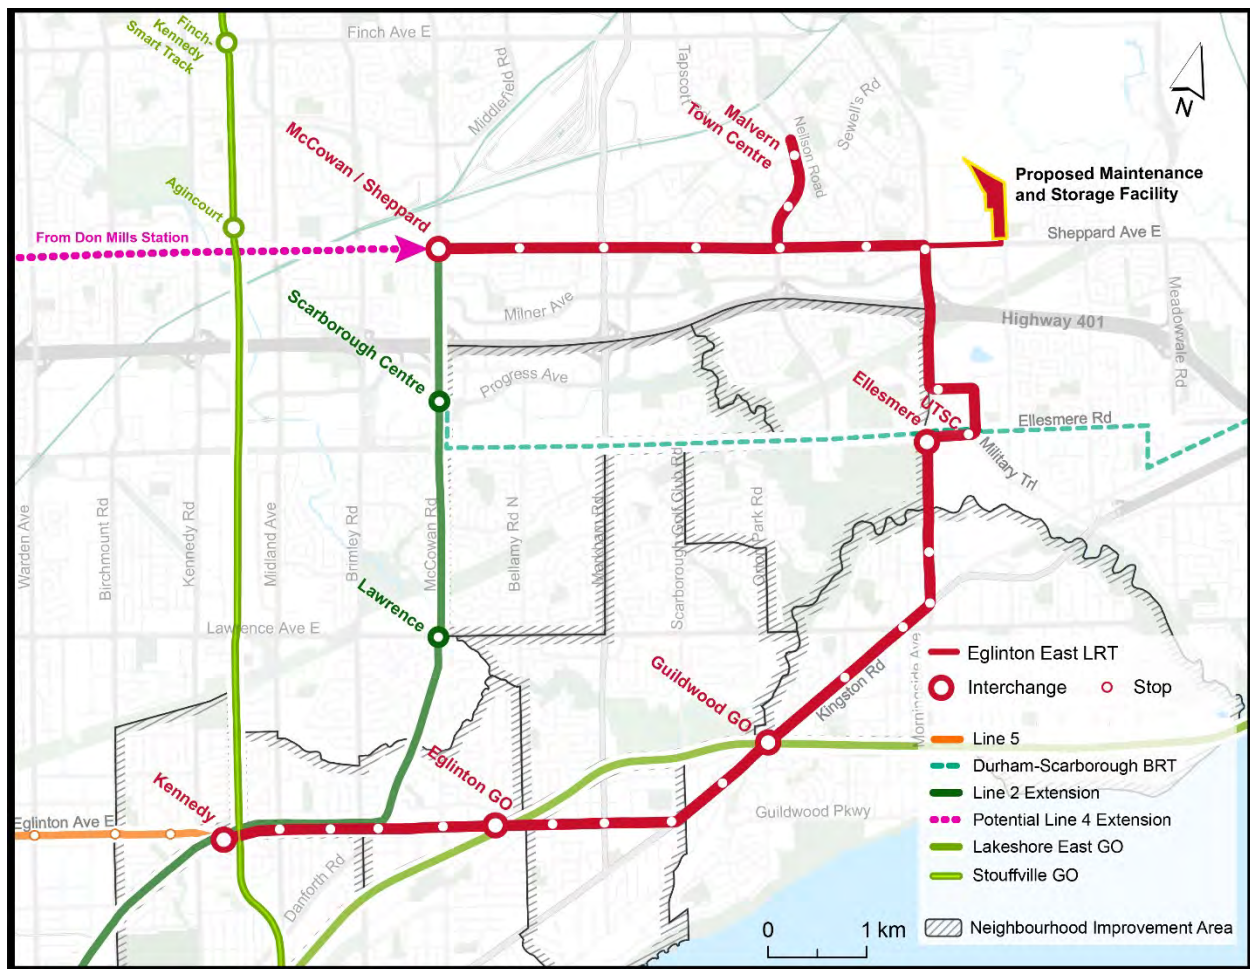 Finch-
Kennedy
Smart Track
Finch Ave E
Middlefield Rd
Tapscott
Malvern
Town Centre
Neilson Road
Sewell's Rd
N
McCowan / Sheppard
Agincourt
Proposed Maintenance
and Storage Facility
From Don Mills Station
Sheppard Ave E
Scarborough Centre
Milner Ave
Highway 401
Meadowvale Rd
Progress Ave
Ellesmere
UTSC
Ellesmere Rd
Military Trl
Warden Ave
Birchmount Rd
Kennedy Rd
Midland Ave
Brimley Rd
McCowan Rd
Bellamy Rd N
Markham Rd
Scarborough Golf Club Rd
Orton Park Rd
Lawrence
Lawrence Ave E
Guildwood GO
Kingston Rd
Morningside Ave
Eglinton GO
Kennedy
Eglinton Ave E
Guildwood Pkwy
Danforth Rd
Eglinton East LRT
Interchange
Stop
Line 5
Durham-Scarborough BRT
Line 2 Extension
Potential Line 4 Extension
Lakeshore East GO
Stouffville GO
Neighbourhood Improvement Area
0 1 km